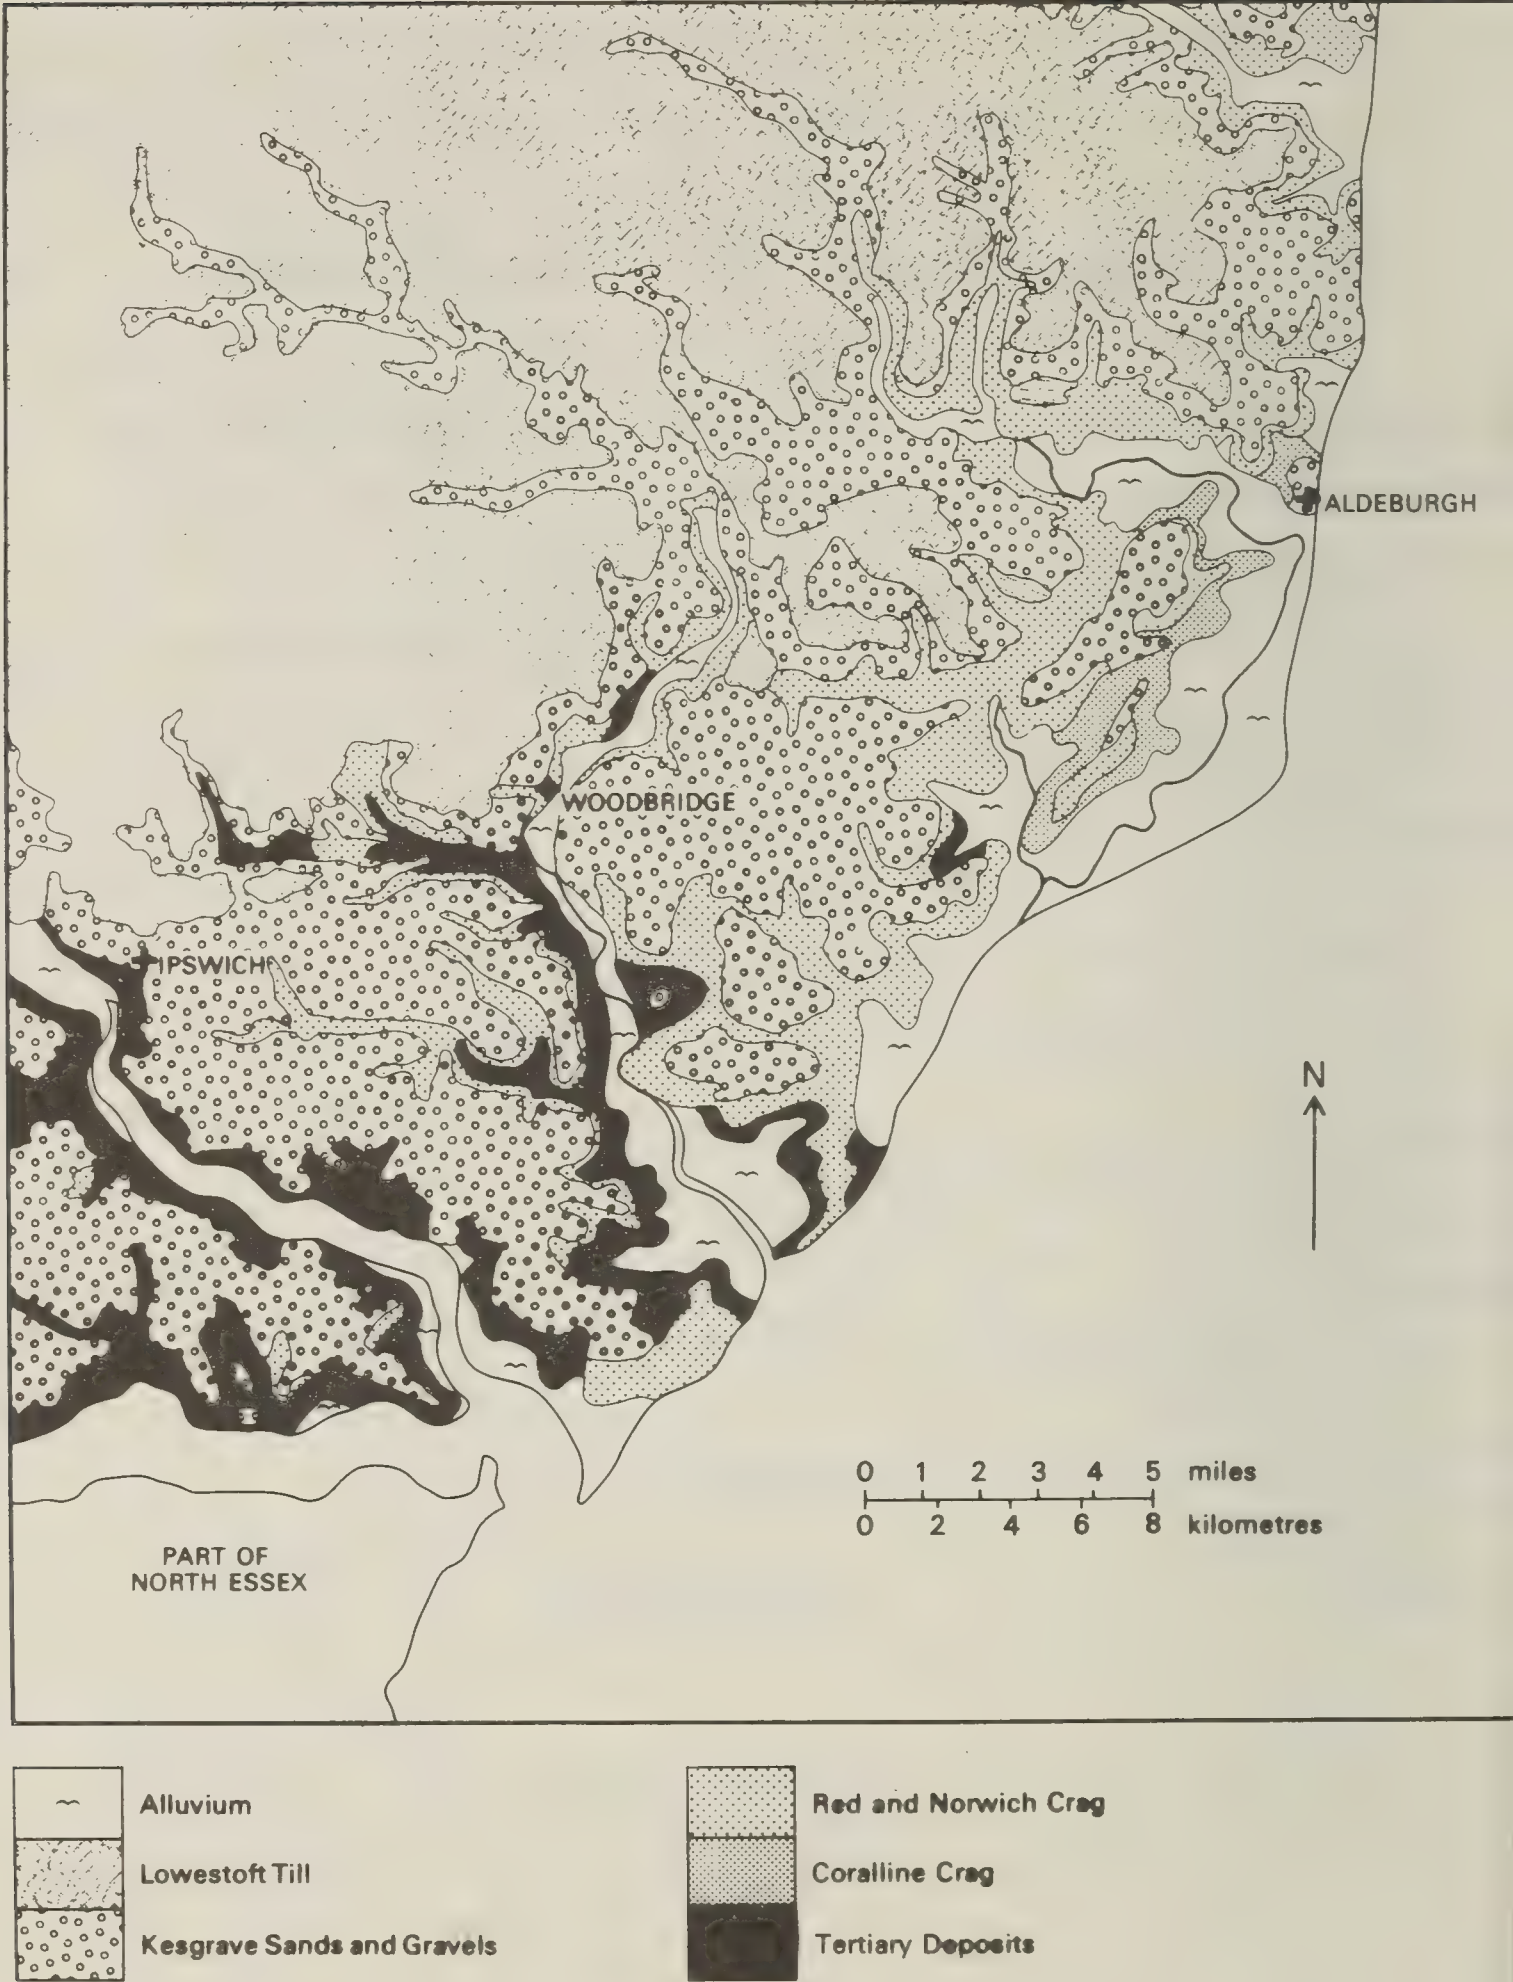 ALDEBURGH
WOODBRIDGE
IPSWICH
N
0 1 2 3 4 5 miles
0 2 4 6 8 kilometres
PART OF
NORTH ESSEX
Alluvium
Lowestoft Till
Kesgrave Sands and Gravels
Red and Norwich Crag
Coralline Crag
Tertiary Deposits